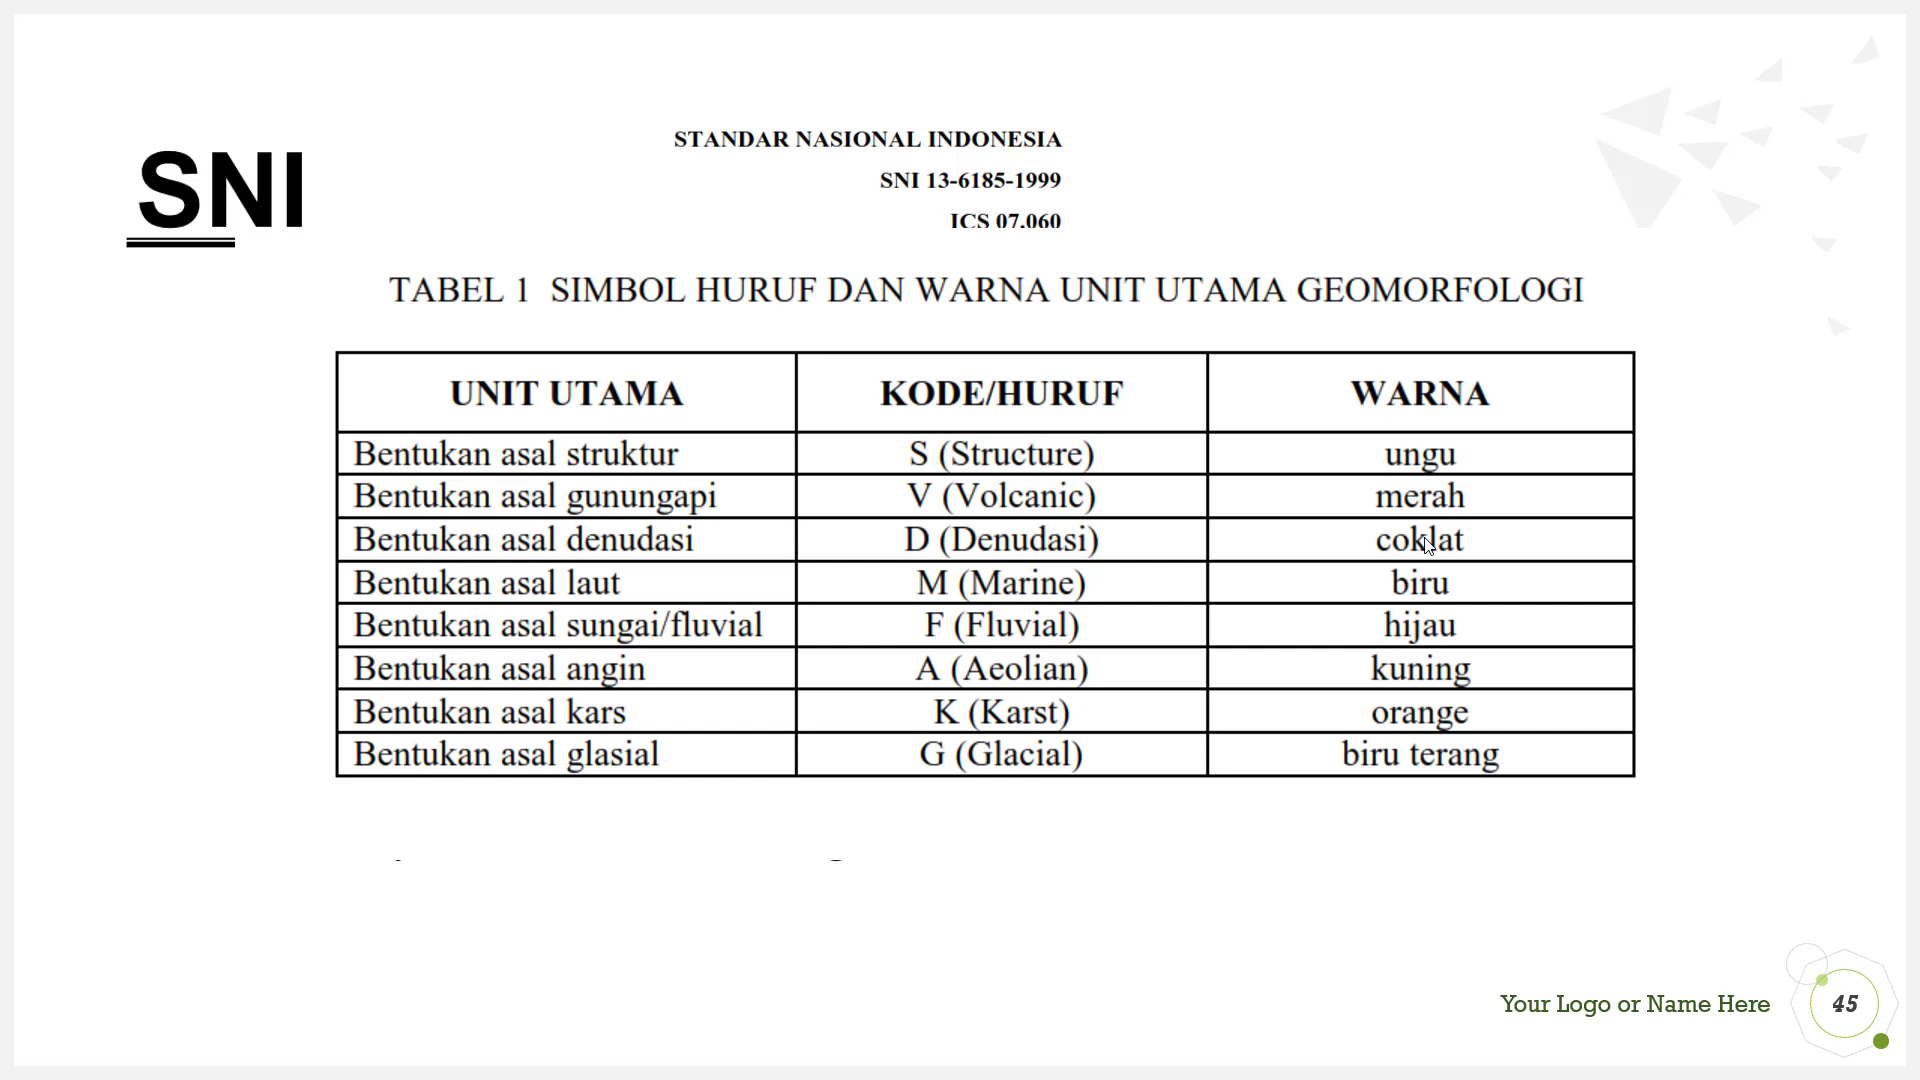 SNI
STANDAR NASIONAL INDONESIA
SNI 13-6185-1999
ICS 07.060
TABEL 1 SIMBOL HURUF DAN WARNA UNIT UTAMA GEOMORFOLOGI
UNIT UTAMA KODE/HURUF WARNA
Bentukan asal struktur S (Structure) ungu
Bentukan asal gunungapi V (Volcanic) merah
Bentukan asal denudasi D (Denudasi) coklat
Bentukan asal laut M (Marine) biru
Bentukan asal sungai/fluvial F (Fluvial) hijau
Bentukan asal angin A (Aeolian) kuning
Bentukan asal kars K (Karst) orange
Bentukan asal glasial G (Glacial) biru terang
Your Logo or Name Here 45